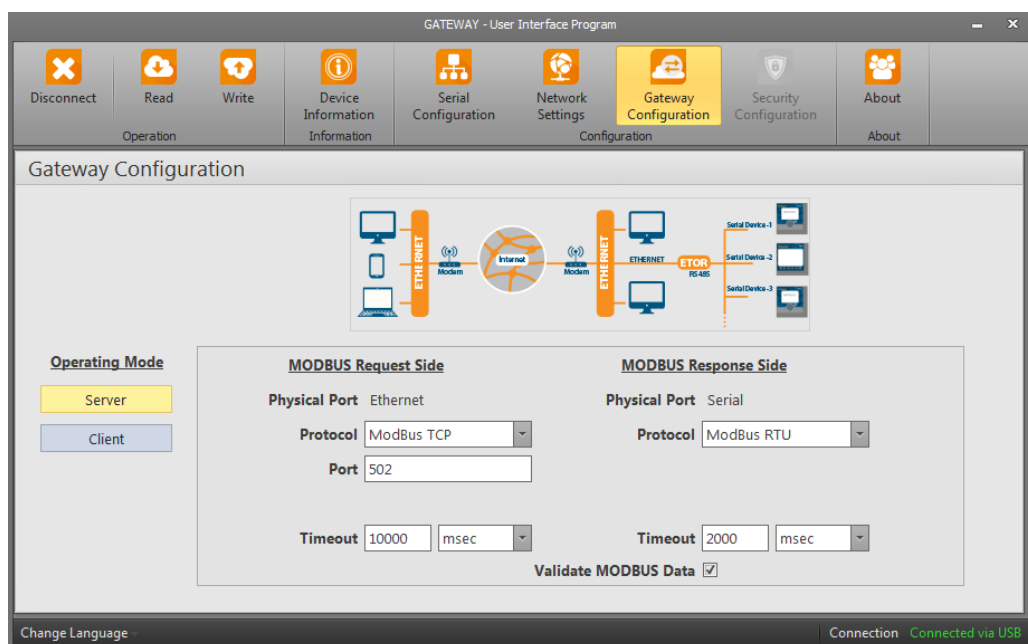 GATEWAY - User Interface Program
Disconnect
Read
Write
Device
Information
Serial
Configuration
Network
Settings
Gateway
Configuration
Security
Configuration
About
Operation
Information
Configuration
About
Gateway Configuration
ETHERNET
Modem
Internet
Modem
ETHERNET
ETHERNET
ETOR
RS485
Serial Device -1
Serial Device -2
Serial Device -3
Operating Mode
Server
Client
MODBUS Request Side
Physical Port Ethernet
Protocol ModBus TCP
Port 502
Timeout 10000 msec
MODBUS Response Side
Physical Port Serial
Protocol ModBus RTU
Timeout 2000 msec
Validate MODBUS Data
Change Language
Connection Connected via USB